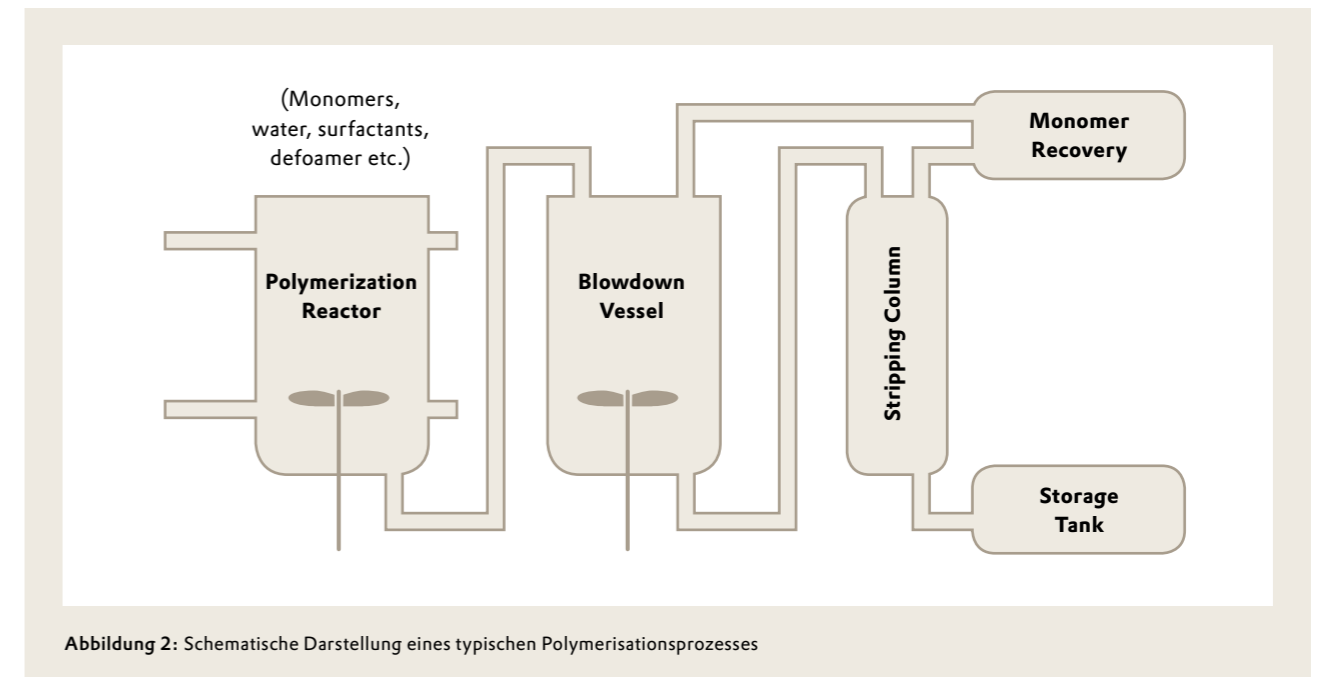 (Monomers,
water, surfactants,
defoamer etc.)
Polymerization
Reactor
Blowdown
Vessel
Stripping Column
Monomer
Recovery
Storage
Tank
Abbildung 2: Schematische Darstellung eines typischen Polymerisationsprozesses